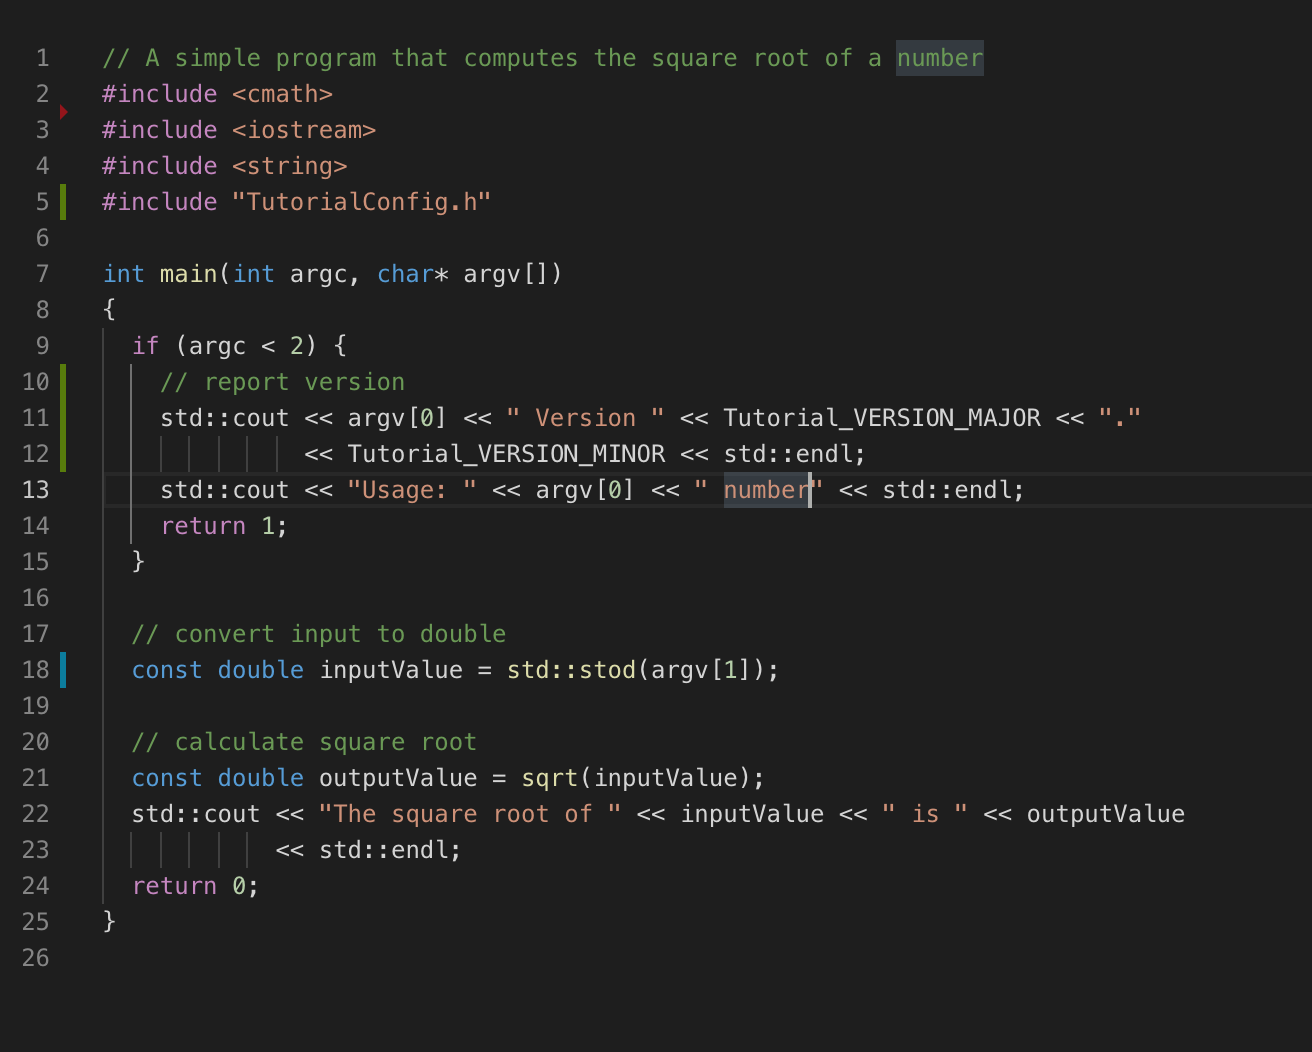 1 // A simple program that computes the square root of a number
2 #include <cmath>
3 #include <iostream>
4 #include <string>
5 #include "TutorialConfig.h"
6
7 int main(int argc, char* argv[])
8 {
9   if (argc < 2) {
10     // report version
11     std::cout << argv[0] << " Version " << Tutorial_VERSION_MAJOR << "."
12               << Tutorial_VERSION_MINOR << std::endl;
13     std::cout << "Usage: " << argv[0] << " number" << std::endl;
14     return 1;
15   }
16
17   // convert input to double
18   const double inputValue = std::stod(argv[1]);
19
20   // calculate square root
21   const double outputValue = sqrt(inputValue);
22   std::cout << "The square root of " << inputValue << " is " << outputValue
23             << std::endl;
24   return 0;
25 }
26